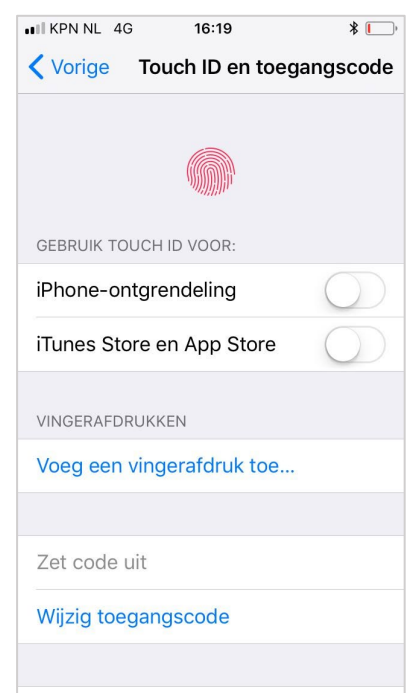 KPN NL 4G 16:19
Vorige Touch ID en toegangscode
GEBRUIK TOUCH ID VOOR:
iPhone-ontgrendeling
iTunes Store en App Store
VINGERAFDRUKKEN
Voeg een vingerafdruk toe...
Zet code uit
Wijzig toegangscode